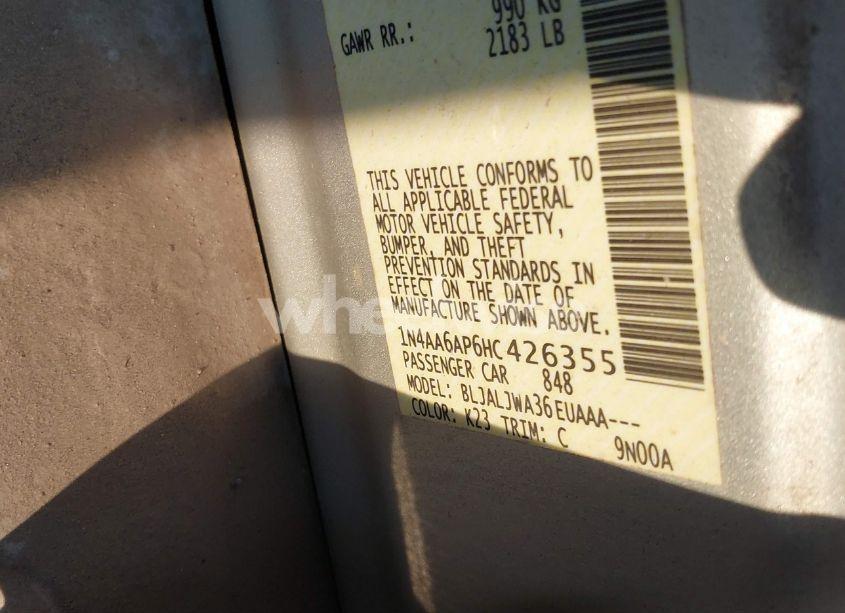 990 KG
GAWR RR.: 2183 LB
THIS VEHICLE CONFORMS TO
ALL APPLICABLE FEDERAL
MOTOR VEHICLE SAFETY,
BUMPER, AND THEFT
PREVENTION STANDARDS IN
EFFECT ON THE DATE OF
MANUFACTURE SHOWN ABOVE.
1N4AA6AP6HC426355
PASSENGER CAR 848
MODEL: BLJALJWA36EUAAA---
COLOR: K23 TRIM: C 9N00A